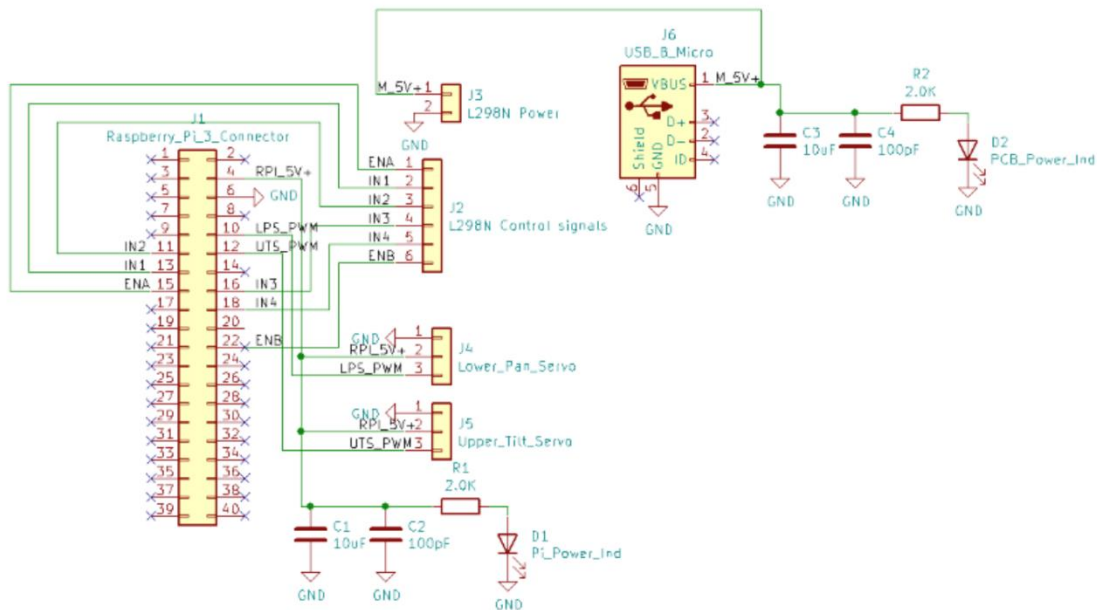 J6
USB_B_Micro
VBUS
1
M_5V+
D+
3
D-
2
ID
4
Shield
GND
6
5
GND
C3
10uF
GND
C4
100pF
GND
R2
2.0K
D2
PCB_Power_Ind
GND
M_5V+
1
2
J3
L298N Power
GND
J1
Raspberry_Pi_3_Connector
1 2
3 4 RPI_5V+
5 6 GND
7 8
9 10 LPS_PWM
IN2 11 12 UTS_PWM
IN1 13 14
ENA 15 16 IN3
17 18 IN4
19 20
21 22 ENB
23 24
25 26
27 28
29 30
31 32
33 34
35 36
37 38
39 40
ENA 1
IN1 2
IN2 3
IN3 4
IN4 5
ENB 6
J2
L298N Control signals
GND 1
RPI_5V+ 2
LPS_PWM 3
J4
Lower_Pan_Servo
GND 1
RPI_5V+ 2
UTS_PWM 3
J5
Upper_Tilt_Servo
R1
2.0K
C1
10uF
GND
C2
100pF
GND
D1
Pi_Power_Ind
GND